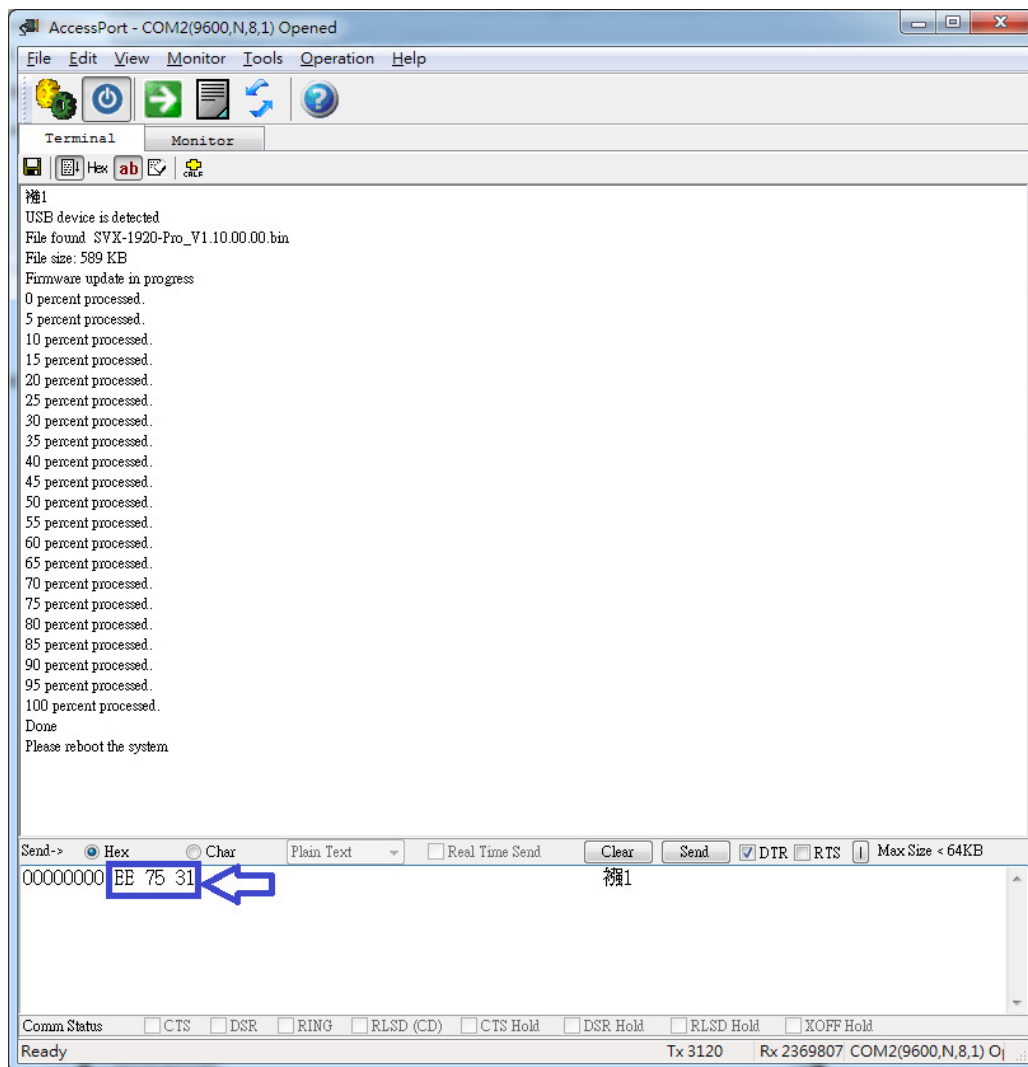 AccessPort - COM2(9600,N,8,1) Opened
File Edit View Monitor Tools Operation Help
Terminal Monitor
Hex ab CRLF
襁1
USB device is detected
File found SVX-1920-Pro_V1.10.00.00.bin
File size: 589 KB
Firmware update in progress
0 percent processed.
5 percent processed.
10 percent processed.
15 percent processed.
20 percent processed.
25 percent processed.
30 percent processed.
35 percent processed.
40 percent processed.
45 percent processed.
50 percent processed.
55 percent processed.
60 percent processed.
65 percent processed.
70 percent processed.
75 percent processed.
80 percent processed.
85 percent processed.
90 percent processed.
95 percent processed.
100 percent processed.
Done
Please reboot the system
Send-> Hex Char Plain Text Real Time Send Clear Send DTR RTS Max Size < 64KB
00000000 EE 75 31 襁1
Comm Status CTS DSR RING RLSD (CD) CTS Hold DSR Hold RLSD Hold XOFF Hold
Ready Tx 3120 Rx 2369807 COM2(9600,N,8,1) O